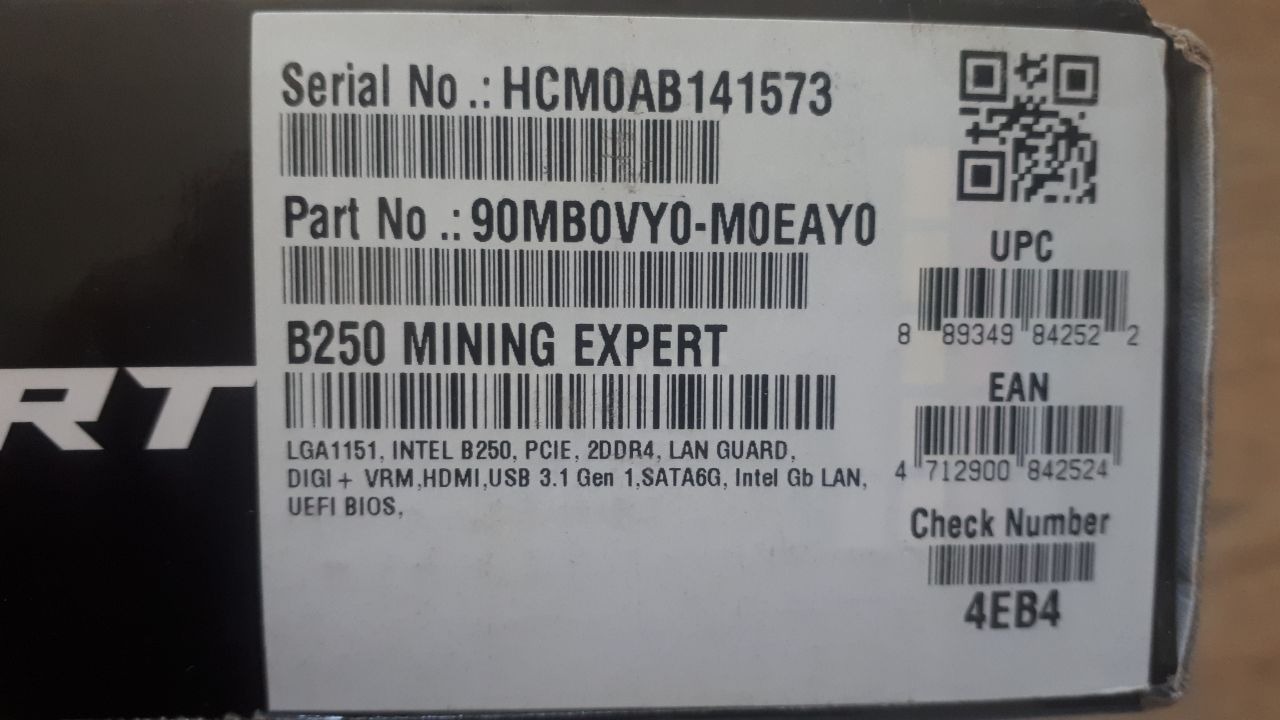 Serial No .: HCM0AB141573
Part No .: 90MB0VY0-M0EAY0
B250 MINING EXPERT
LGA1151, INTEL B250, PCIE, 2DDR4, LAN GUARD,
DIGI+ VRM,HDMI,USB 3.1 Gen 1,SATA6G, Intel Gb LAN,
UEFI BIOS,
UPC
8 89349 84252 2
EAN
4 712900 842524
Check Number
4EB4
RT